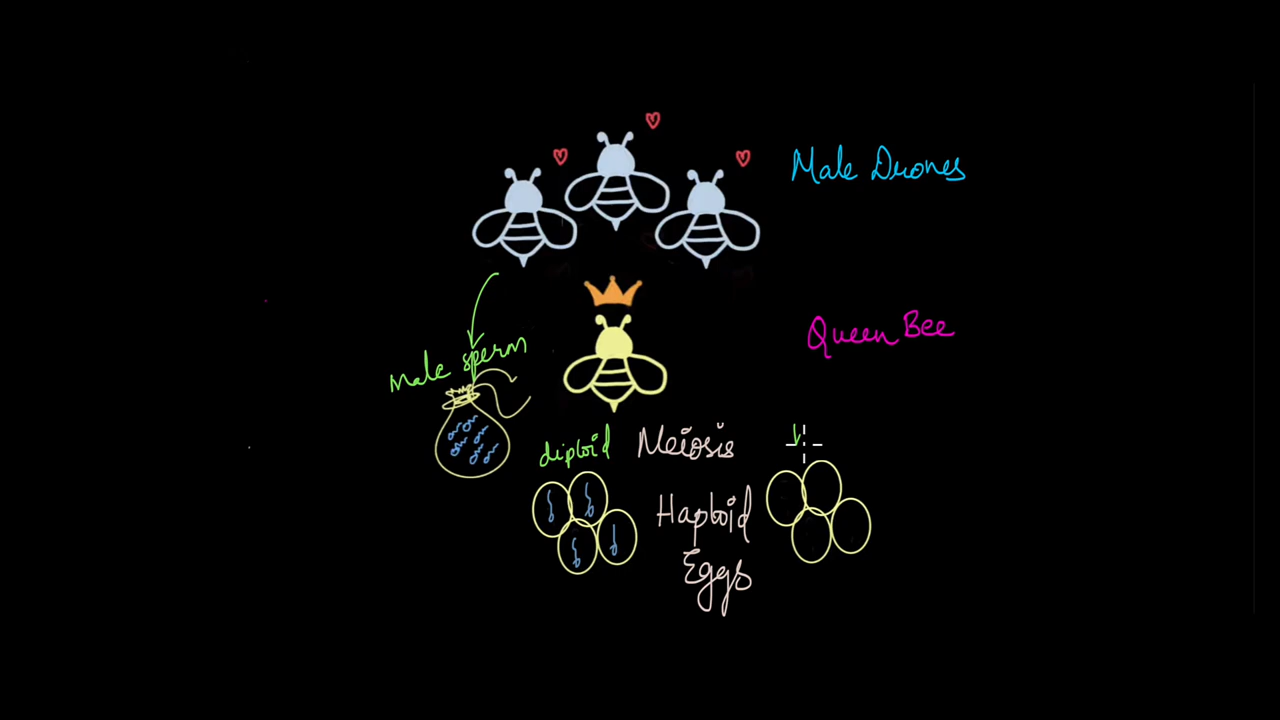 Male Drones
Queen Bee
Male sperm
diploid Meiosis
Haploid
Eggs